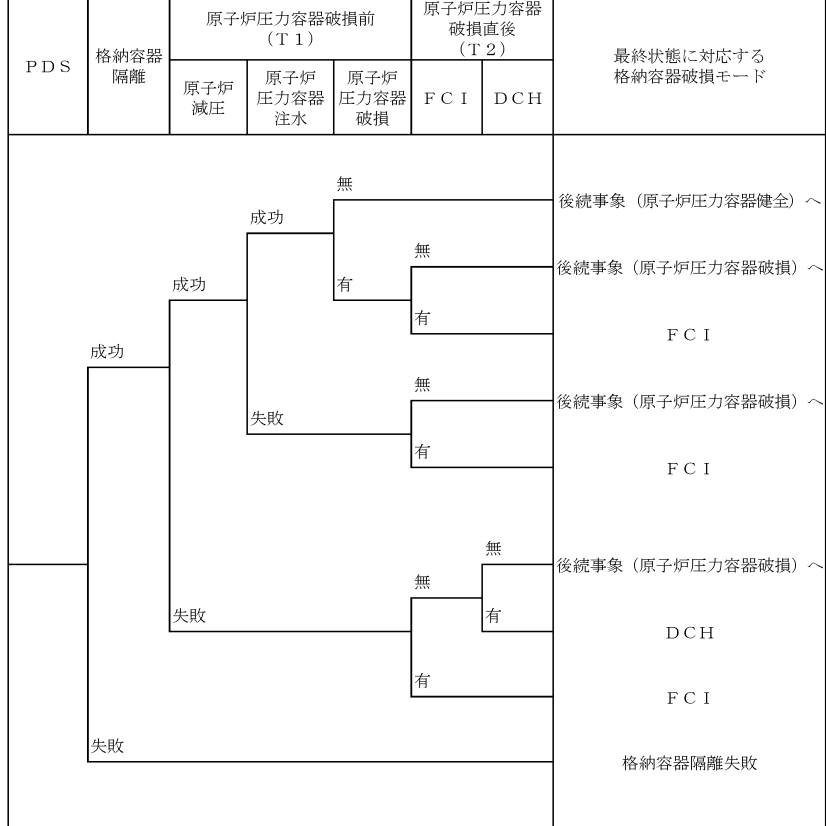 PDS
格納容器
隔離
原子炉圧力容器破損前
(T1)
原子炉圧力容器
破損直後
(T2)
最終状態に対応する
格納容器破損モード
原子炉
減圧
原子炉
圧力容器
注水
原子炉
圧力容器
破損
FCI
DCH
無
後続事象(原子炉圧力容器健全)へ
成功
無
後続事象(原子炉圧力容器破損)へ
成功
有
有
FCI
成功
無
後続事象(原子炉圧力容器破損)へ
失敗
有
FCI
無
後続事象(原子炉圧力容器破損)へ
無
失敗
有
DCH
有
FCI
失敗
格納容器隔離失敗